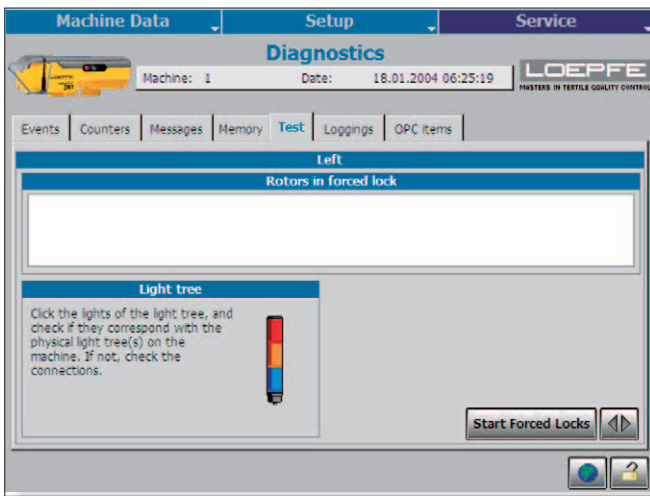 Machine Data Setup Service
Diagnostics
Machine: 1 Date: 18.01.2004 06:25:19
LOEPFE
MASTERS IN TEXTILE QUALITY CONTROL
Events Counters Messages Memory Test Loggings OPC items
Left
Rotors in forced lock
Light tree
Click the lights of the light tree, and
check if they correspond with the
physical light tree(s) on the
machine. If not, check the
connections.
Start Forced Locks